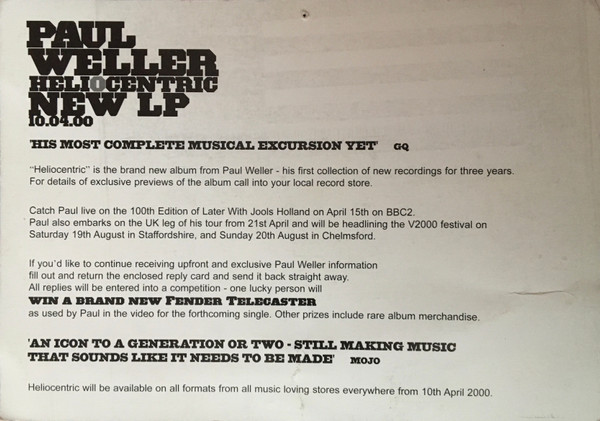 PAUL
WELLER
HELIOCENTRIC
NEW LP
10.04.00
'HIS MOST COMPLETE MUSICAL EXCURSION YET' GQ
"Heliocentric" is the brand new album from Paul Weller - his first collection of new recordings for three years.
For details of exclusive previews of the album call into your local record store.
Catch Paul live on the 100th Edition of Later With Jools Holland on April 15th on BBC2.
Paul also embarks on the UK leg of his tour from 21st April and will be headlining the V2000 festival on
Saturday 19th August in Staffordshire, and Sunday 20th August in Chelmsford.
If you'd like to continue receiving upfront and exclusive Paul Weller information
fill out and return the enclosed reply card and send it back straight away.
All replies will be entered into a competition - one lucky person will
WIN A BRAND NEW FENDER TELECASTER
as used by Paul in the video for the forthcoming single. Other prizes include rare album merchandise.
'AN ICON TO A GENERATION OR TWO - STILL MAKING MUSIC
THAT SOUNDS LIKE IT NEEDS TO BE MADE' MOJO
Heliocentric will be available on all formats from all music loving stores everywhere from 10th April 2000.